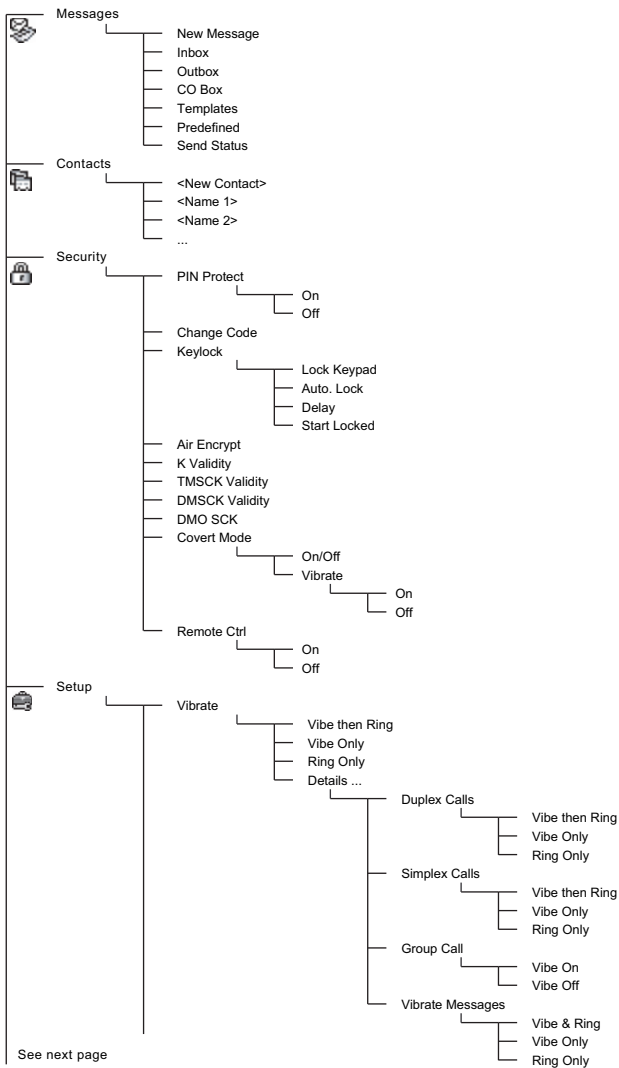 Messages
New Message
Inbox
Outbox
CO Box
Templates
Predefined
Send Status
Contacts
<New Contact>
<Name 1>
<Name 2>
...
Security
PIN Protect
On
Off
Change Code
Keylock
Lock Keypad
Auto. Lock
Delay
Start Locked
Air Encrypt
K Validity
TMSCK Validity
DMSCK Validity
DMO SCK
Covert Mode
On/Off
Vibrate
On
Off
Remote Ctrl
On
Off
Setup
Vibrate
Vibe then Ring
Vibe Only
Ring Only
Details ...
Duplex Calls
Vibe then Ring
Vibe Only
Ring Only
Simplex Calls
Vibe then Ring
Vibe Only
Ring Only
Group Call
Vibe On
Vibe Off
Vibrate Messages
Vibe & Ring
Vibe Only
Ring Only
See next page